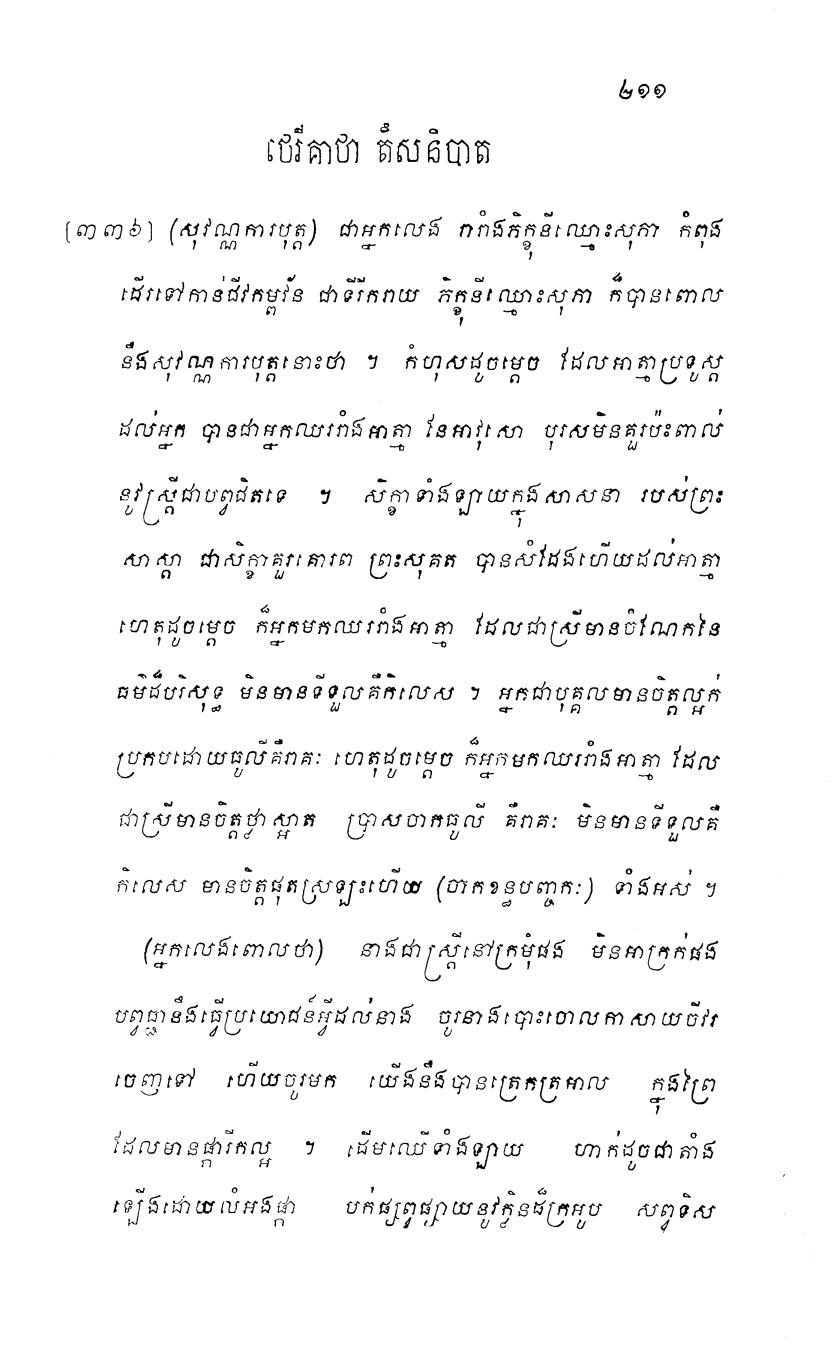 ២១១
ថេរីគាថា តឹសនិបាត
[៣៣៦] (សុវណ្ណការបុត្ត) ជាអ្នកលេង រារាំងភិក្ខុនីឈ្មោះសុភា កំពុង
ដើរទៅកាន់ជីវកម្ពវ័ន ជាទីរីករាយ ភិក្ខុនីឈ្មោះសុភា ក៏បានពោល
នឹងសុវណ្ណការបុត្តនោះថា ។ កំហុសដូចម្តេច ដែលអាត្មាប្រទូស្ត
ដល់អ្នក បានជាអ្នកឈររាំងអាត្មា នែអាវុសោ បុរសមិនគួរប៉ះពាល់
នូវស្រ្តីជាបព្វជិតទេ ។ សិក្ខាទាំងឡាយក្នុងសាសនា របស់ព្រះ
សាស្តា ជាសិក្ខាគួរគោរព ព្រះសុគត បានសំដែងហើយដល់អាត្មា
ហេតុដូចម្តេច ក៏អ្នកមកឈររាំងអាត្មា ដែលជាស្រីមានចំណែកនៃ
ធម៌ដ៏បរិសុទ្ធ មិនមានទីទួលគឺកិលេស ។ អ្នកជាបុគ្គលមានចិត្តល្អក់
ប្រកបដោយធូលីគឺរាគៈ ហេតុដូចម្តេច ក៏អ្នកមកឈររាំងអាត្មា ដែល
ជាស្រីមានចិត្តថ្លាស្អាត ប្រាសចាកធូលី គឺរាគៈ មិនមានទីទួលគឺ
កិលេស មានចិត្តផុតស្រឡះហើយ (ចាកខន្ធបញ្ចកៈ) ទាំងអស់ ។
(អ្នកលេងពោលថា) នាងជាស្រ្តីនៅក្រមុំផង មិនអាក្រក់ផង
បព្វជ្ជានឹងធ្វើប្រយោជន៍អ្វីដល់នាង ចូរនាងបោះចោលកាសាយចីវរ
ចេញទៅ ហើយចូរមក យើងនឹងបានត្រេកត្រអាល ក្នុងព្រៃ
ដែលមានផ្ការីកល្អ ។ ដើមឈើទាំងឡាយ ហាក់ដូចជាតាំង
ឡើងដោយលំអងផ្កា បក់ផ្សព្វផ្សាយនូវក្លិនដ៏ក្រអូប សព្វទិស